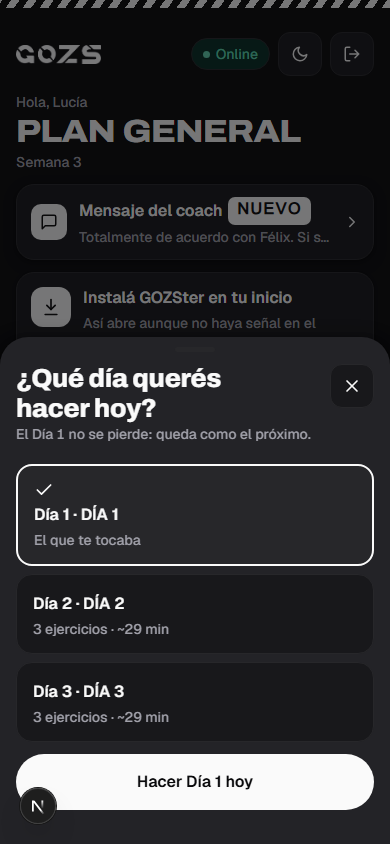 GOZS
Online
Hola, Lucía
PLAN GENERAL
Semana 3
Mensaje del coach NUEVO
Totalmente de acuerdo con Félix. Si s...
Instalá GOZSter en tu inicio
Así abre aunque no haya señal en el
¿Qué día querés
hacer hoy?
El Día 1 no se pierde: queda como el próximo.
Día 1 · DÍA 1
El que te tocaba
Día 2 · DÍA 2
3 ejercicios · ~29 min
Día 3 · DÍA 3
3 ejercicios · ~29 min
Hacer Día 1 hoy
N